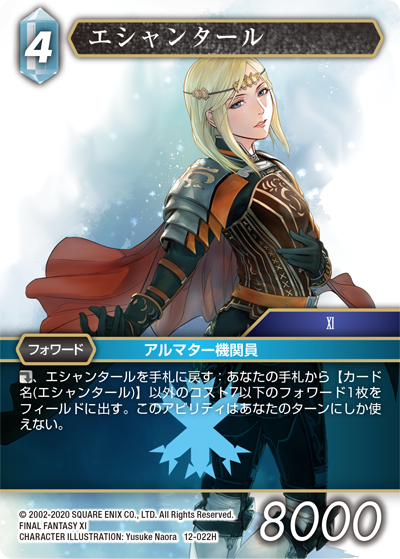 4
エシャンタール
XI
フォワード
アルマター機関員
、エシャンタールを手札に戻す：あなたの手札から【カード
名(エシャンタール)】以外のコスト7以下のフォワード1枚を
フィールドに出す。このアビリティはあなたのターンにしか使
えない。
© 2002-2020 SQUARE ENIX CO., LTD. All Rights Reserved.
FINAL FANTASY XI
CHARACTER ILLUSTRATION: Yusuke Naora 12-022H
8000